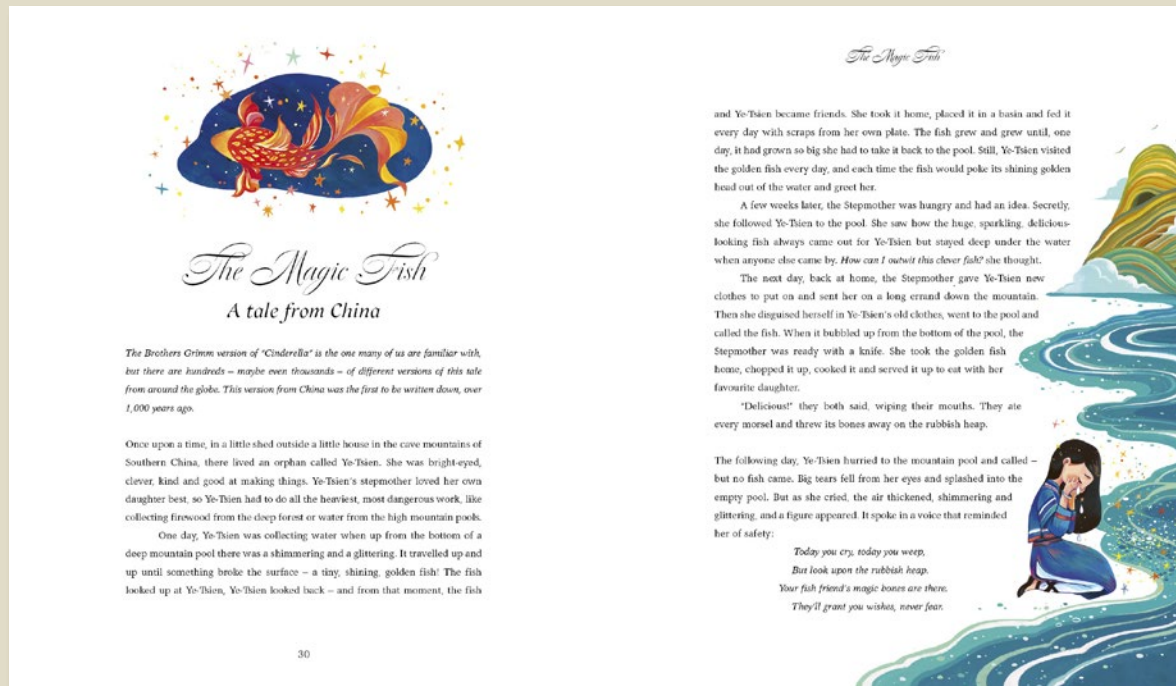 The Magic Fish
A tale from China
The Brothers Grimm version of "Cinderella" is the one many of us are familiar with,
but there are hundreds – maybe even thousands – of different versions of this tale
from around the globe. This version from China was the first to be written down, over
1,000 years ago.
Once upon a time, in a little shed outside a little house in the cave mountains of
Southern China, there lived an orphan called Ye-Tsien. She was bright-eyed,
clever, kind and good at making things. Ye-Tsien's stepmother loved her own
daughter best, so Ye-Tsien had to do all the heaviest, most dangerous work, like
collecting firewood from the deep forest or water from the high mountain pools.
One day, Ye-Tsien was collecting water when up from the bottom of a
deep mountain pool there was a shimmering and a glittering. It travelled up and
up until something broke the surface – a tiny, shining, golden fish! The fish
looked up at Ye-Tsien, Ye-Tsien looked back – and from that moment, the fish
30
The Magic Fish
and Ye-Tsien became friends. She took it home, placed it in a basin and fed it
every day with scraps from her own plate. The fish grew and grew until, one
day, it had grown so big she had to take it back to the pool. Still, Ye-Tsien visited
the golden fish every day, and each time the fish would poke its shining golden
head out of the water and greet her.
A few weeks later, the Stepmother was hungry and had an idea. Secretly,
she followed Ye-Tsien to the pool. She saw how the huge, sparkling, delicious-
looking fish always came out for Ye-Tsien but stayed deep under the water
when anyone else came by. How can I outwit this clever fish? she thought.
The next day, back at home, the Stepmother gave Ye-Tsien new
clothes to put on and sent her on a long errand down the mountain.
Then she disguised herself in Ye-Tsien's old clothes, went to the pool and
called the fish. When it bubbled up from the bottom of the pool, the
Stepmother was ready with a knife. She took the golden fish
home, chopped it up, cooked it and served it up to eat with her
favourite daughter.
"Delicious!" they both said, wiping their mouths. They ate
every morsel and threw its bones away on the rubbish heap.
The following day, Ye-Tsien hurried to the mountain pool and called –
but no fish came. Big tears fell from her eyes and splashed into the
empty pool. But as she cried, the air thickened, shimmering and
glittering, and a figure appeared. It spoke in a voice that reminded
her of safety:
Today you cry, today you weep,
But look upon the rubbish heap.
Your fish friend's magic bones are there.
They'll grant you wishes, never fear.